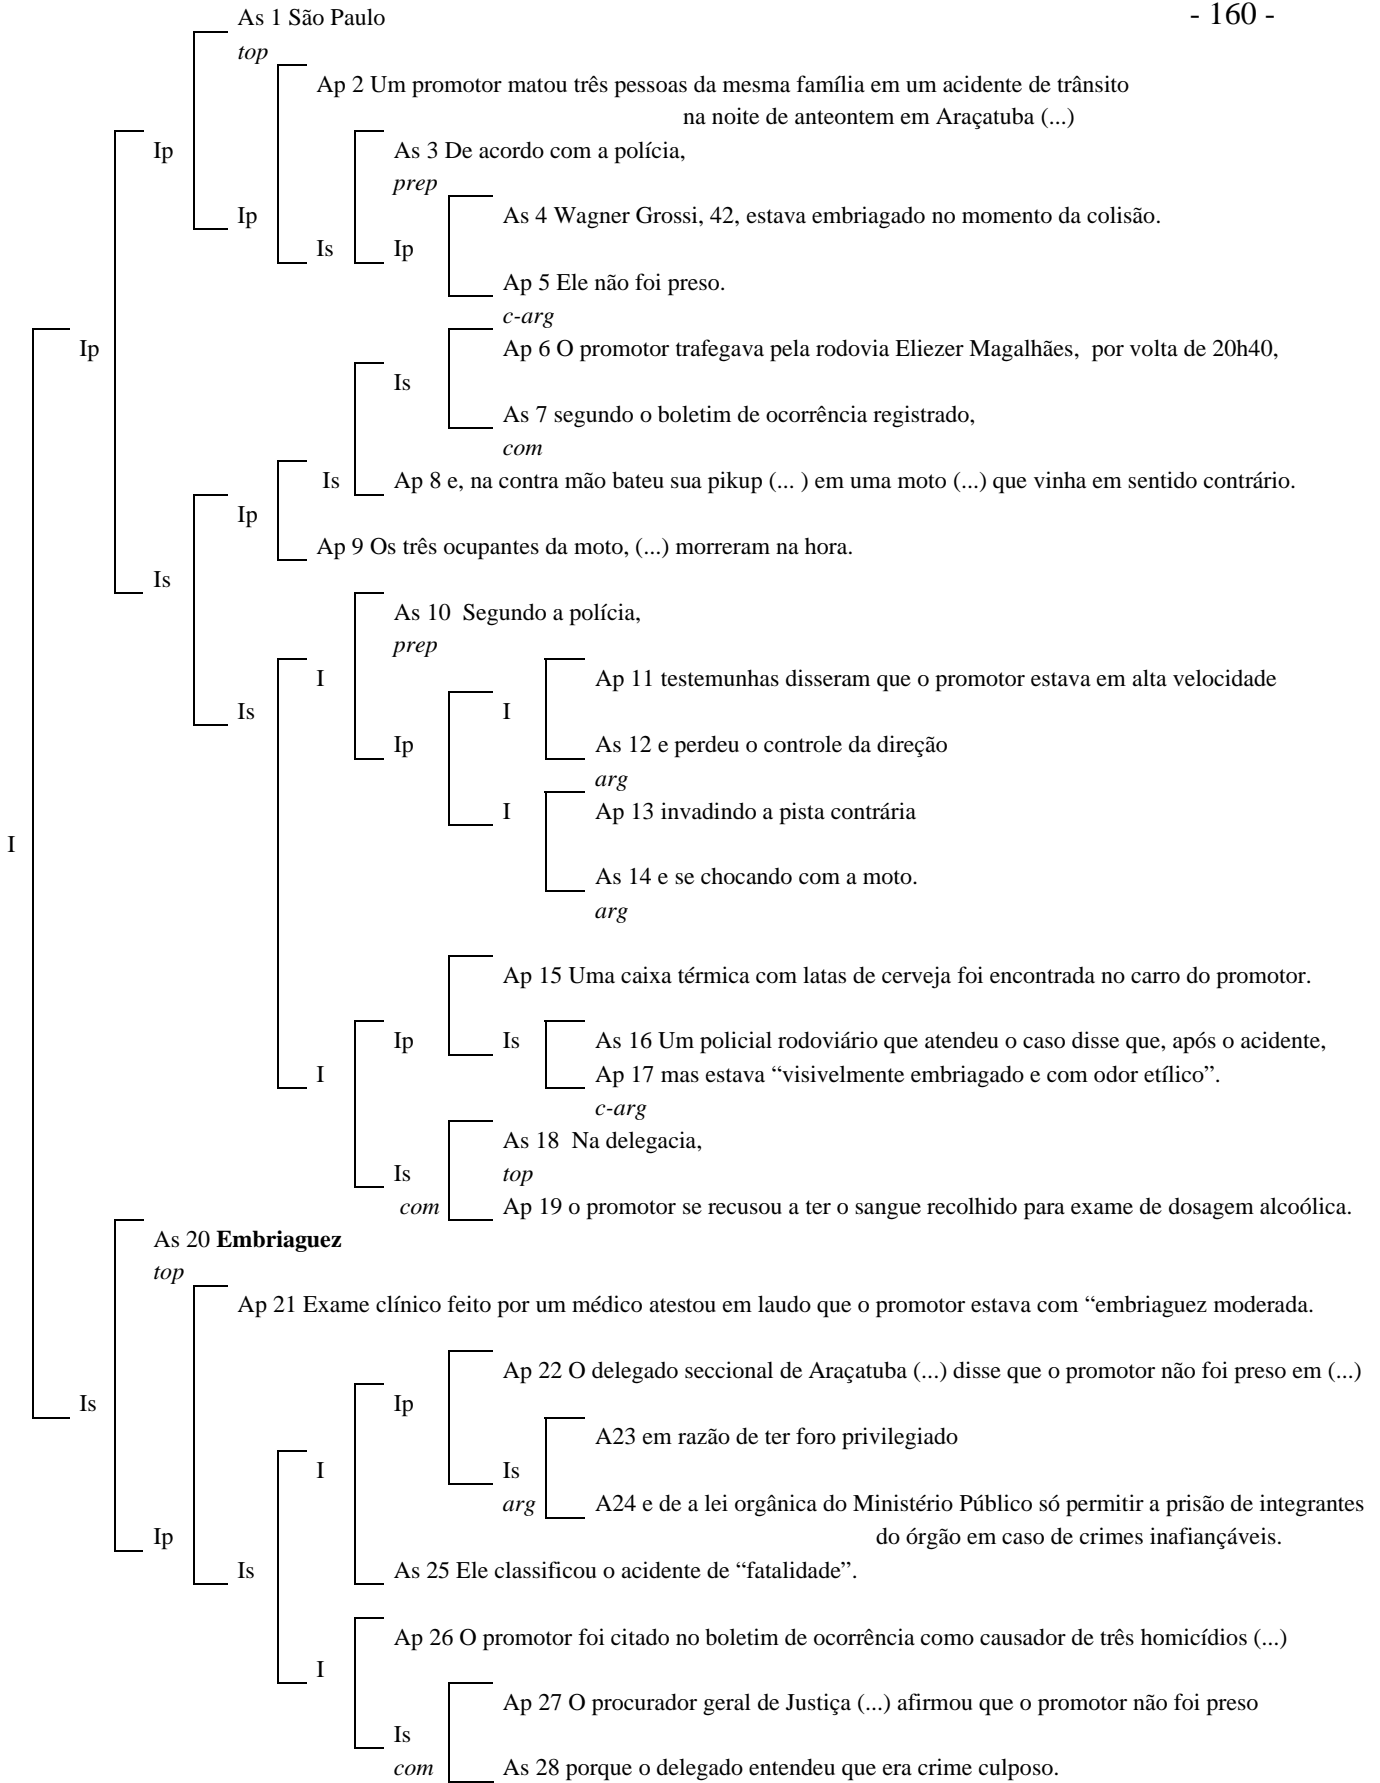 - 160 -
As 1 São Paulo
top
Ap 2 Um promotor matou três pessoas da mesma família em um acidente de trânsito
na noite de anteontem em Araçatuba (...)
Ip
As 3 De acordo com a polícia,
prep
Ip
As 4 Wagner Grossi, 42, estava embriagado no momento da colisão.
Is
Ip
Ap 5 Ele não foi preso.
c-arg
Ip
Ap 6 O promotor trafegava pela rodovia Eliezer Magalhães, por volta de 20h40,
Is
As 7 segundo o boletim de ocorrência registrado,
com
Is
Ap 8 e, na contra mão bateu sua pikup (... ) em uma moto (...) que vinha em sentido contrário.
Ip
Ap 9 Os três ocupantes da moto, (...) morreram na hora.
Is
As 10 Segundo a polícia,
prep
I
Ap 11 testemunhas disseram que o promotor estava em alta velocidade
Is
I
Ip
As 12 e perdeu o controle da direção
arg
I
Ap 13 invadindo a pista contrária
I
As 14 e se chocando com a moto.
arg
Ap 15 Uma caixa térmica com latas de cerveja foi encontrada no carro do promotor.
Ip
Is
As 16 Um policial rodoviário que atendeu o caso disse que, após o acidente,
I
Ap 17 mas estava “visivelmente embriagado e com odor etílico”.
c-arg
As 18 Na delegacia,
Is
top
com
Ap 19 o promotor se recusou a ter o sangue recolhido para exame de dosagem alcoólica.
As 20 Embriaguez
top
Ap 21 Exame clínico feito por um médico atestou em laudo que o promotor estava com “embriaguez moderada.
Ap 22 O delegado seccional de Araçatuba (...) disse que o promotor não foi preso em (...)
Is
Ip
A23 em razão de ter foro privilegiado
I
Is
arg
A24 e de a lei orgânica do Ministério Público só permitir a prisão de integrantes
do órgão em caso de crimes inafiançáveis.
Ip
Is
As 25 Ele classificou o acidente de “fatalidade”.
Ap 26 O promotor foi citado no boletim de ocorrência como causador de três homicídios (...)
I
Ap 27 O procurador geral de Justiça (...) afirmou que o promotor não foi preso
Is
com
As 28 porque o delegado entendeu que era crime culposo.